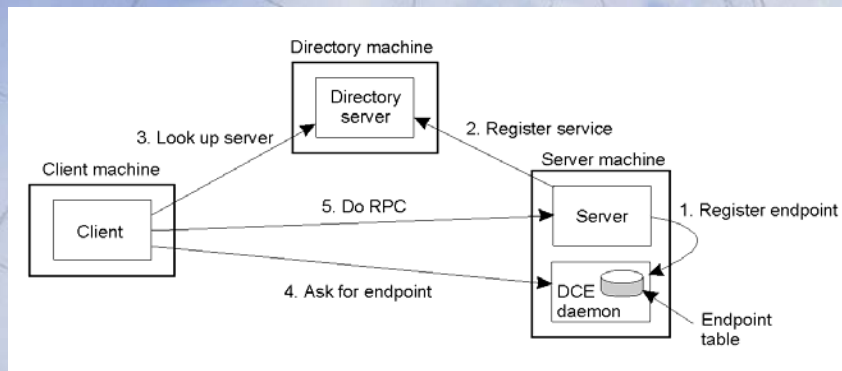 Directory machine
Directory
server
3. Look up server
2. Register service
Client machine
Server machine
5. Do RPC
1. Register endpoint
Client
Server
4. Ask for endpoint
DCE
daemon
Endpoint
table